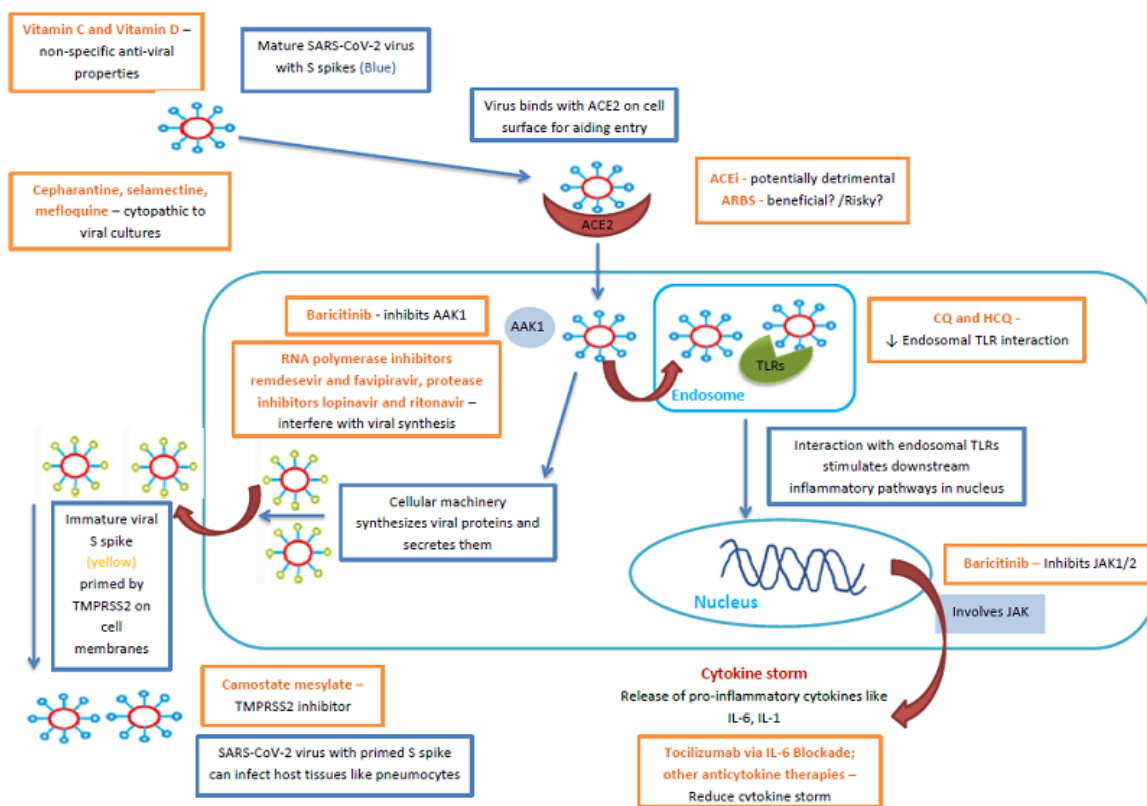 Vitamin C and Vitamin D –
non-specific anti-viral
properties
Mature SARS-CoV-2 virus
with S spikes (Blue)
Virus binds with ACE2 on cell
surface for aiding entry
Cepharantine, selamectine,
mefloquine – cytopathic to
viral cultures
ACE2
ACEi - potentially detrimental
ARBS - beneficial? /Risky?
Baricitinib - inhibits AAK1
AAK1
RNA polymerase inhibitors
remdesevir and favipiravir, protease
inhibitors lopinavir and ritonavir –
interfere with viral synthesis
TLRs
Endosome
CQ and HCQ -
↓ Endosomal TLR interaction
Interaction with endosomal TLRs
stimulates downstream
inflammatory pathways in nucleus
Cellular machinery
synthesizes viral proteins and
secretes them
Immature viral
S spike
(yellow)
primed by
TMPRSS2 on
cell
membranes
Nucleus
Baricitinib – Inhibits JAK1/2
Involves JAK
Camostate mesylate –
TMPRSS2 inhibitor
SARS-CoV-2 virus with primed S spike
can infect host tissues like pneumocytes
Cytokine storm
Release of pro-inflammatory cytokines like
IL-6, IL-1
Tocilizumab via IL-6 Blockade;
other anticytokine therapies –
Reduce cytokine storm